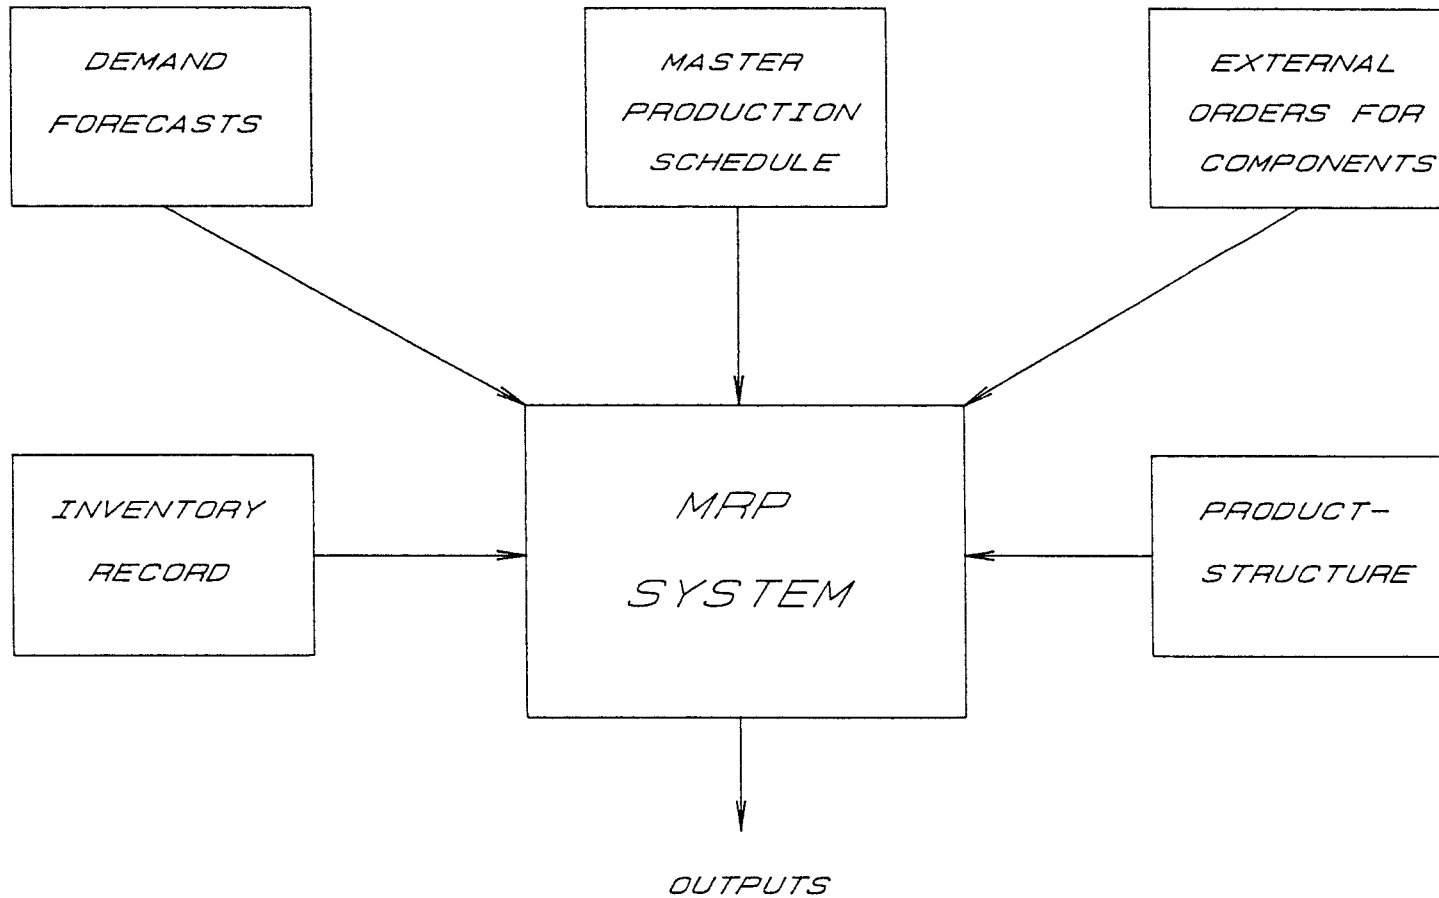 DEMAND
FORECASTS
MASTER
PRODUCTION
SCHEDULE
EXTERNAL
ORDERS FOR
COMPONENTS
INVENTORY
RECORD
MRP
SYSTEM
PRODUCT-
STRUCTURE
OUTPUTS